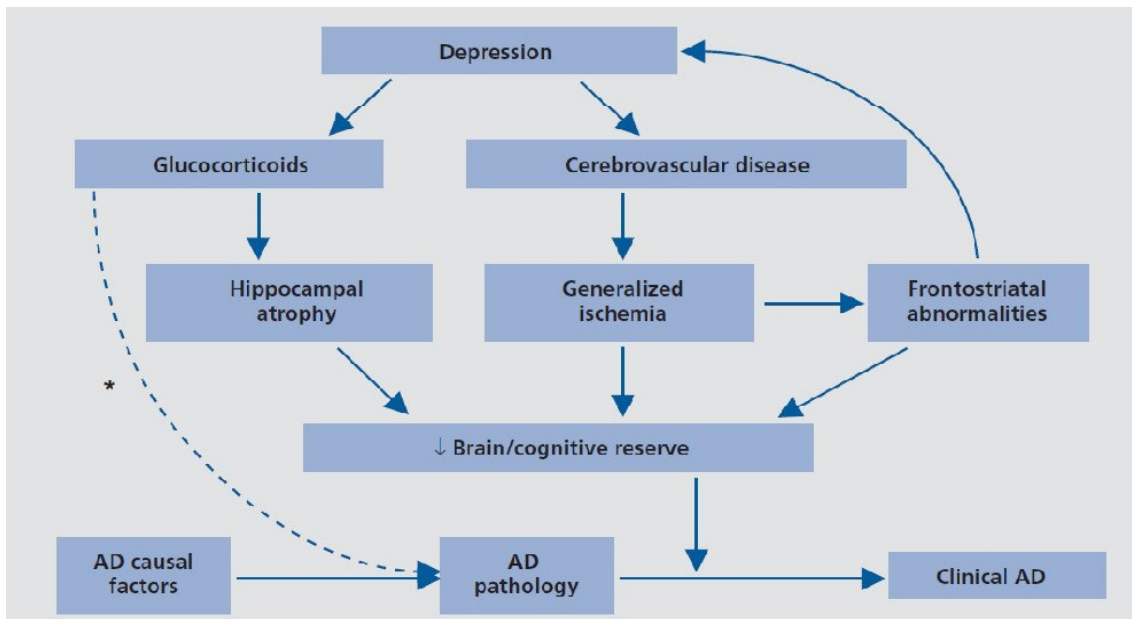 Depression
Glucocorticoids
Cerebrovascular disease
Hippocampal
atrophy
Generalized
ischemia
Frontostriatal
abnormalities
*
↓ Brain/cognitive reserve
AD causal
factors
AD
pathology
Clinical AD